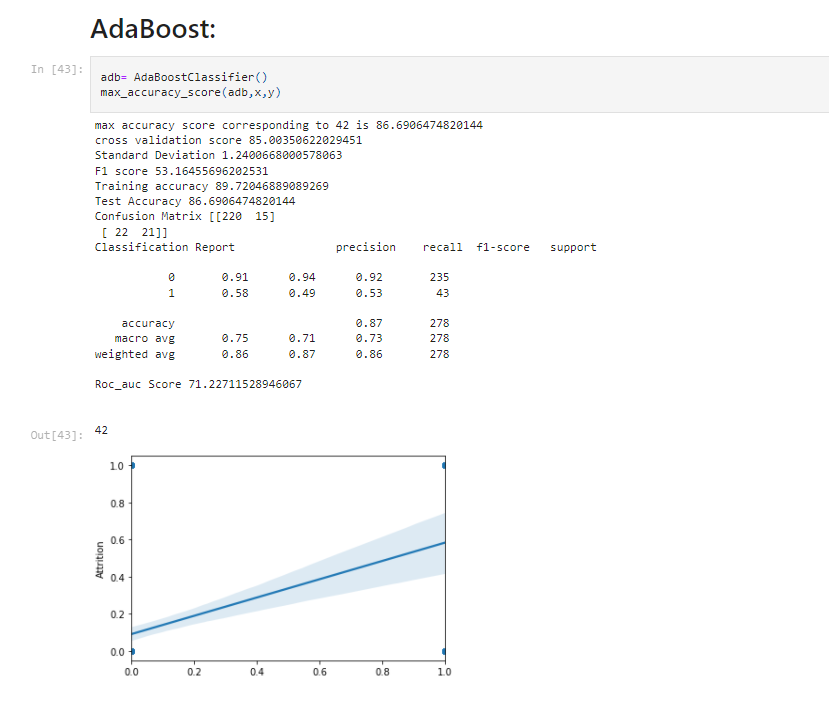 AdaBoost:
In [43]:
adb= AdaBoostClassifier()
max_accuracy_score(adb,x,y)
max accuracy score corresponding to 42 is 86.6906474820144
cross validation score 85.00350622029451
Standard Deviation 1.2400668000578063
F1 score 53.16455696202531
Training accuracy 89.72046889089269
Test Accuracy 86.6906474820144
Confusion Matrix [[220  15]
 [ 22  21]]
Classification Report               precision    recall  f1-score   support
           0       0.91      0.94      0.92       235
           1       0.58      0.49      0.53        43
    accuracy                           0.87       278
   macro avg       0.75      0.71      0.73       278
weighted avg       0.86      0.87      0.86       278
Roc_auc Score 71.22711528946067
Out[43]: 42
1.0
0.8
0.6
0.4
0.2
0.0
Attrition
0.0 0.2 0.4 0.6 0.8 1.0